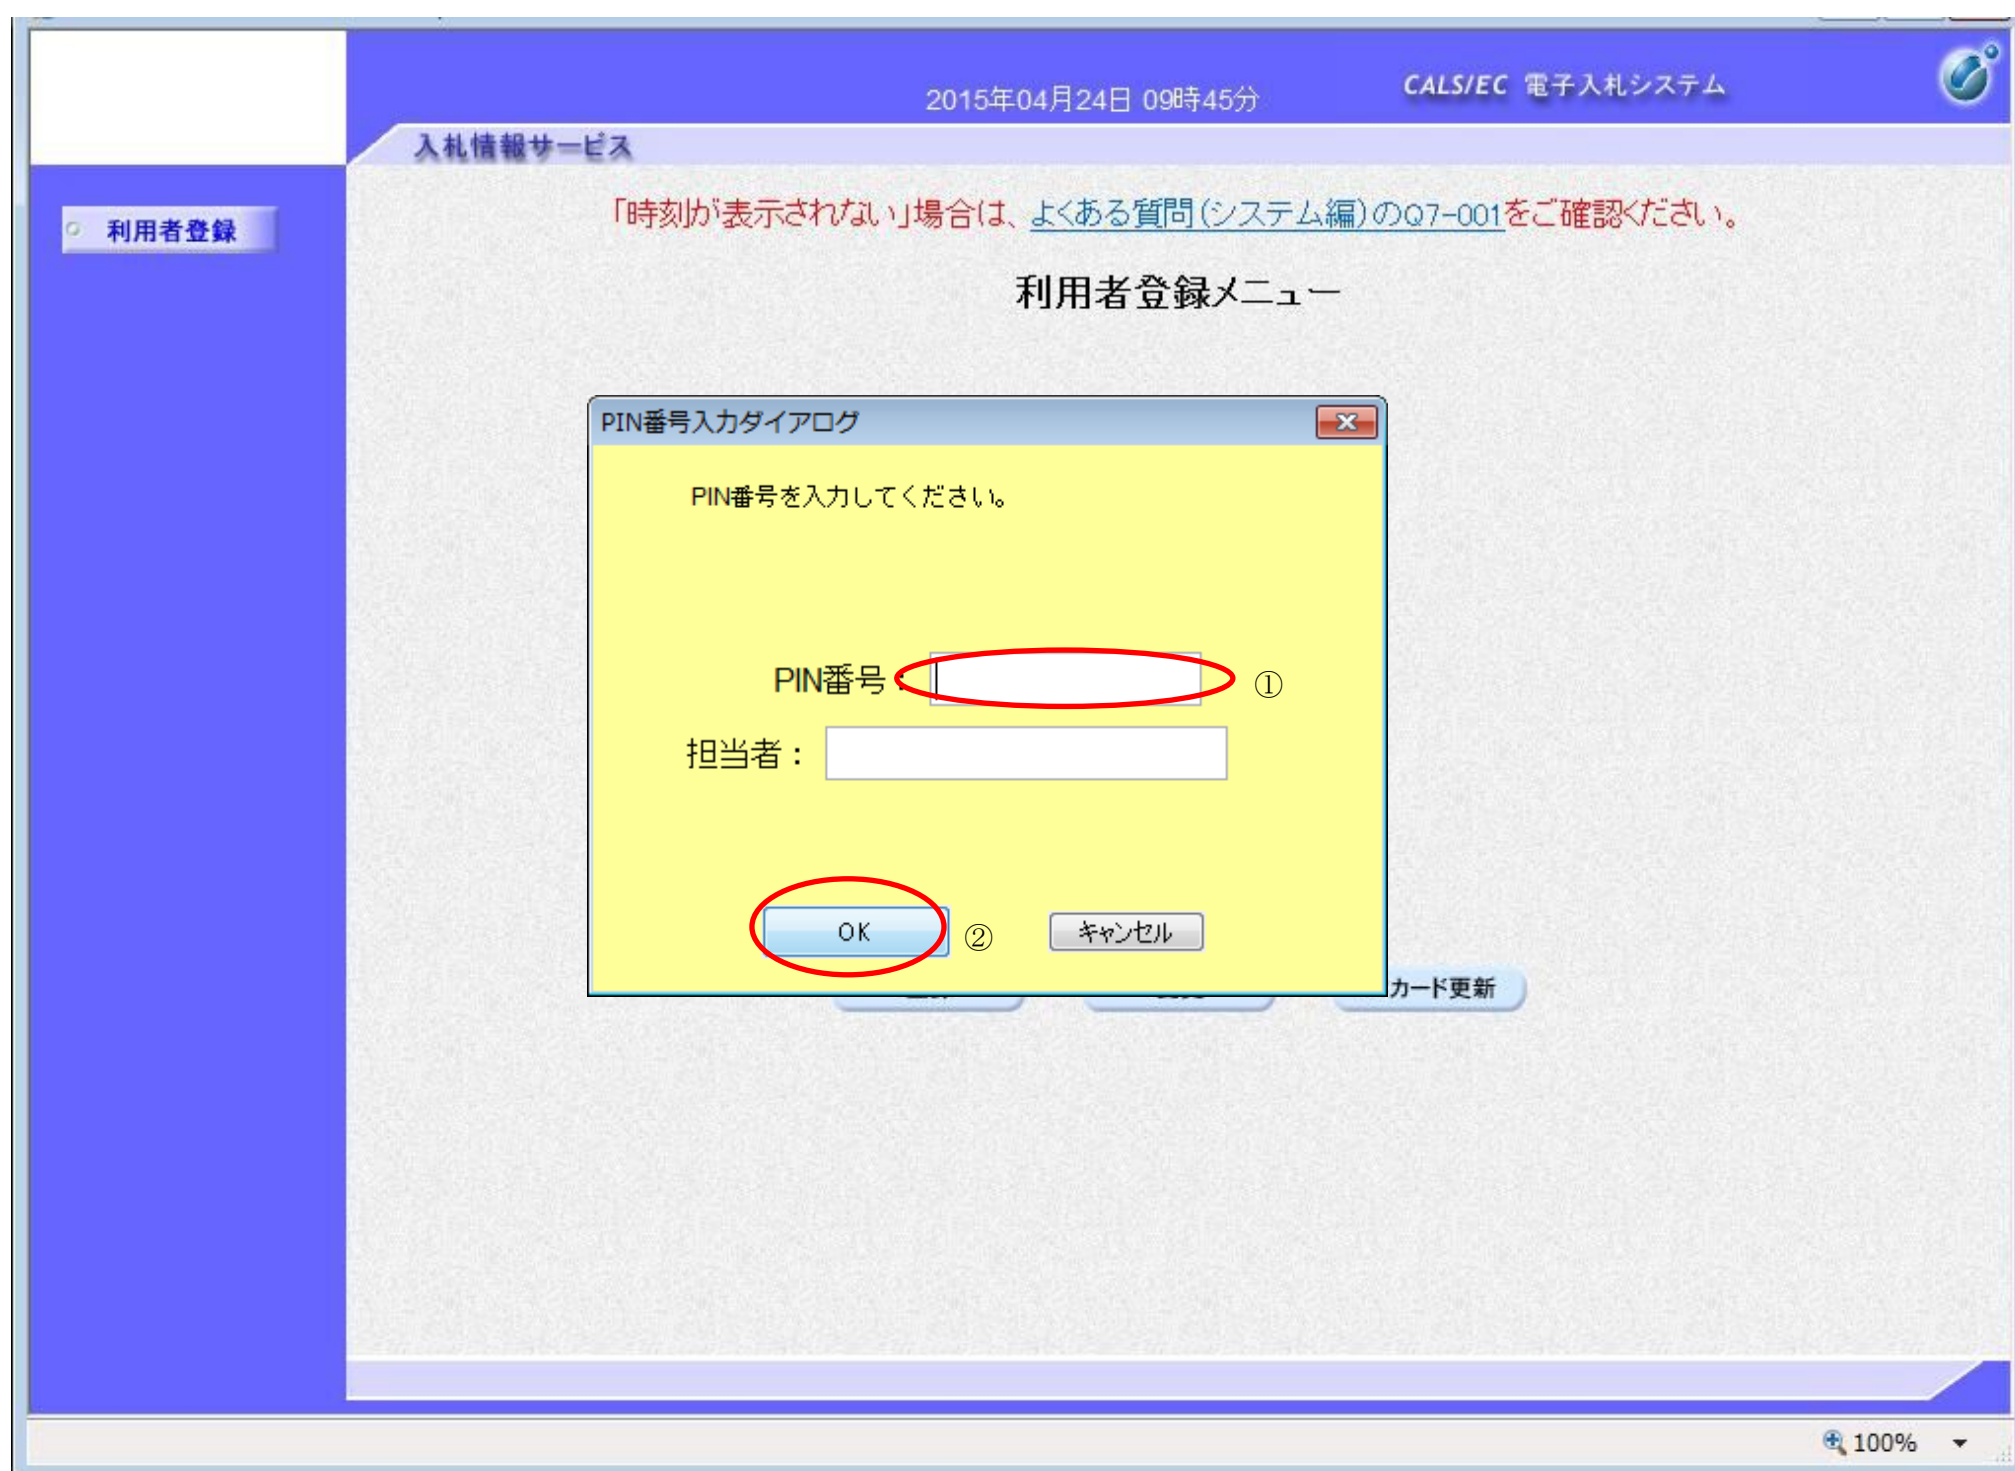 2015年04月24日 09時45分
CALS/EC 電子入札システム
入札情報サービス
利用者登録
「時刻が表示されない」場合は、よくある質問(システム編)のQ7-001をご確認ください。
利用者登録メニュー
PIN番号入力ダイアログ
PIN番号を入力してください。
PIN番号：
①
担当者：
OK
②
キャンセル
カード更新
100%